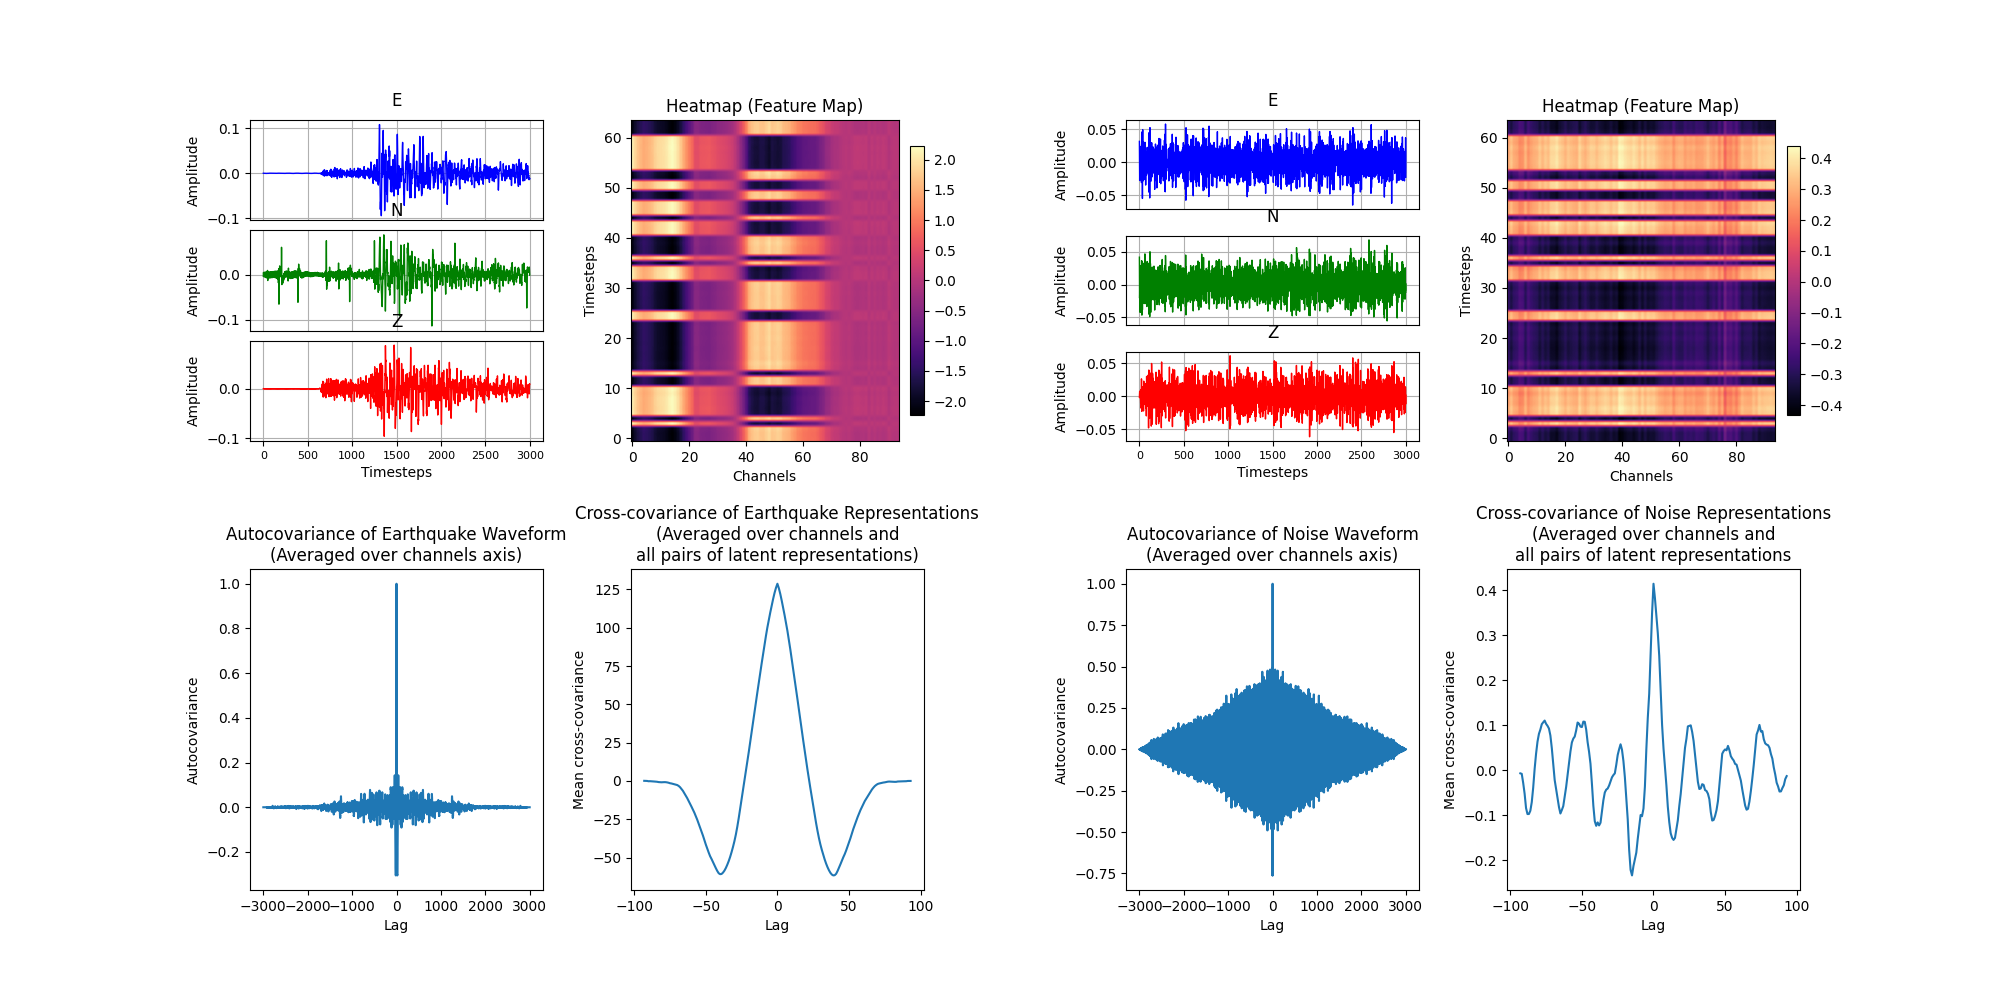 E
Amplitude
0.1
0.0
−0.1
N
Amplitude
0.0
−0.1
Z
Amplitude
0.0
−0.1
0 500 1000 1500 2000 2500 3000
Timesteps
Heatmap (Feature Map)
Timesteps
60
50
40
30
20
10
0
0 20 40 60 80
Channels
2.0
1.5
1.0
0.5
0.0
−0.5
−1.0
−1.5
−2.0
E
Amplitude
0.05
0.00
−0.05
N
Amplitude
0.05
0.00
−0.05
Z
Amplitude
0.05
0.00
−0.05
0 500 1000 1500 2000 2500 3000
Timesteps
Heatmap (Feature Map)
Timesteps
60
50
40
30
20
10
0
0 20 40 60 80
Channels
0.4
0.3
0.2
0.1
0.0
−0.1
−0.2
−0.3
−0.4
Autocovariance of Earthquake Waveform
(Averaged over channels axis)
Autocovariance
1.0
0.8
0.6
0.4
0.2
0.0
−0.2
−3000 −2000 −1000 0 1000 2000 3000
Lag
Cross-covariance of Earthquake Representations
(Averaged over channels and
all pairs of latent representations)
Mean cross-covariance
125
100
75
50
25
0
−25
−50
−100 −50 0 50 100
Lag
Autocovariance of Noise Waveform
(Averaged over channels axis)
Autocovariance
1.00
0.75
0.50
0.25
0.00
−0.25
−0.50
−0.75
−3000 −2000 −1000 0 1000 2000 3000
Lag
Cross-covariance of Noise Representations
(Averaged over channels and
all pairs of latent representations
Mean cross-covariance
0.4
0.3
0.2
0.1
0.0
−0.1
−0.2
−100 −50 0 50 100
Lag